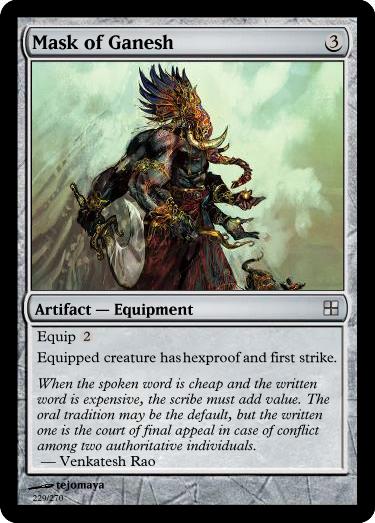 Mask of Ganesh 3
Artifact — Equipment
Equip 2
Equipped creature has hexproof and first strike.
When the spoken word is cheap and the written
word is expensive, the scribe must add value. The
oral tradition may be the default, but the written
one is the court of final appeal in case of conflict
among two authoritative individuals.
— Venkatesh Rao
tejomaya
229/270